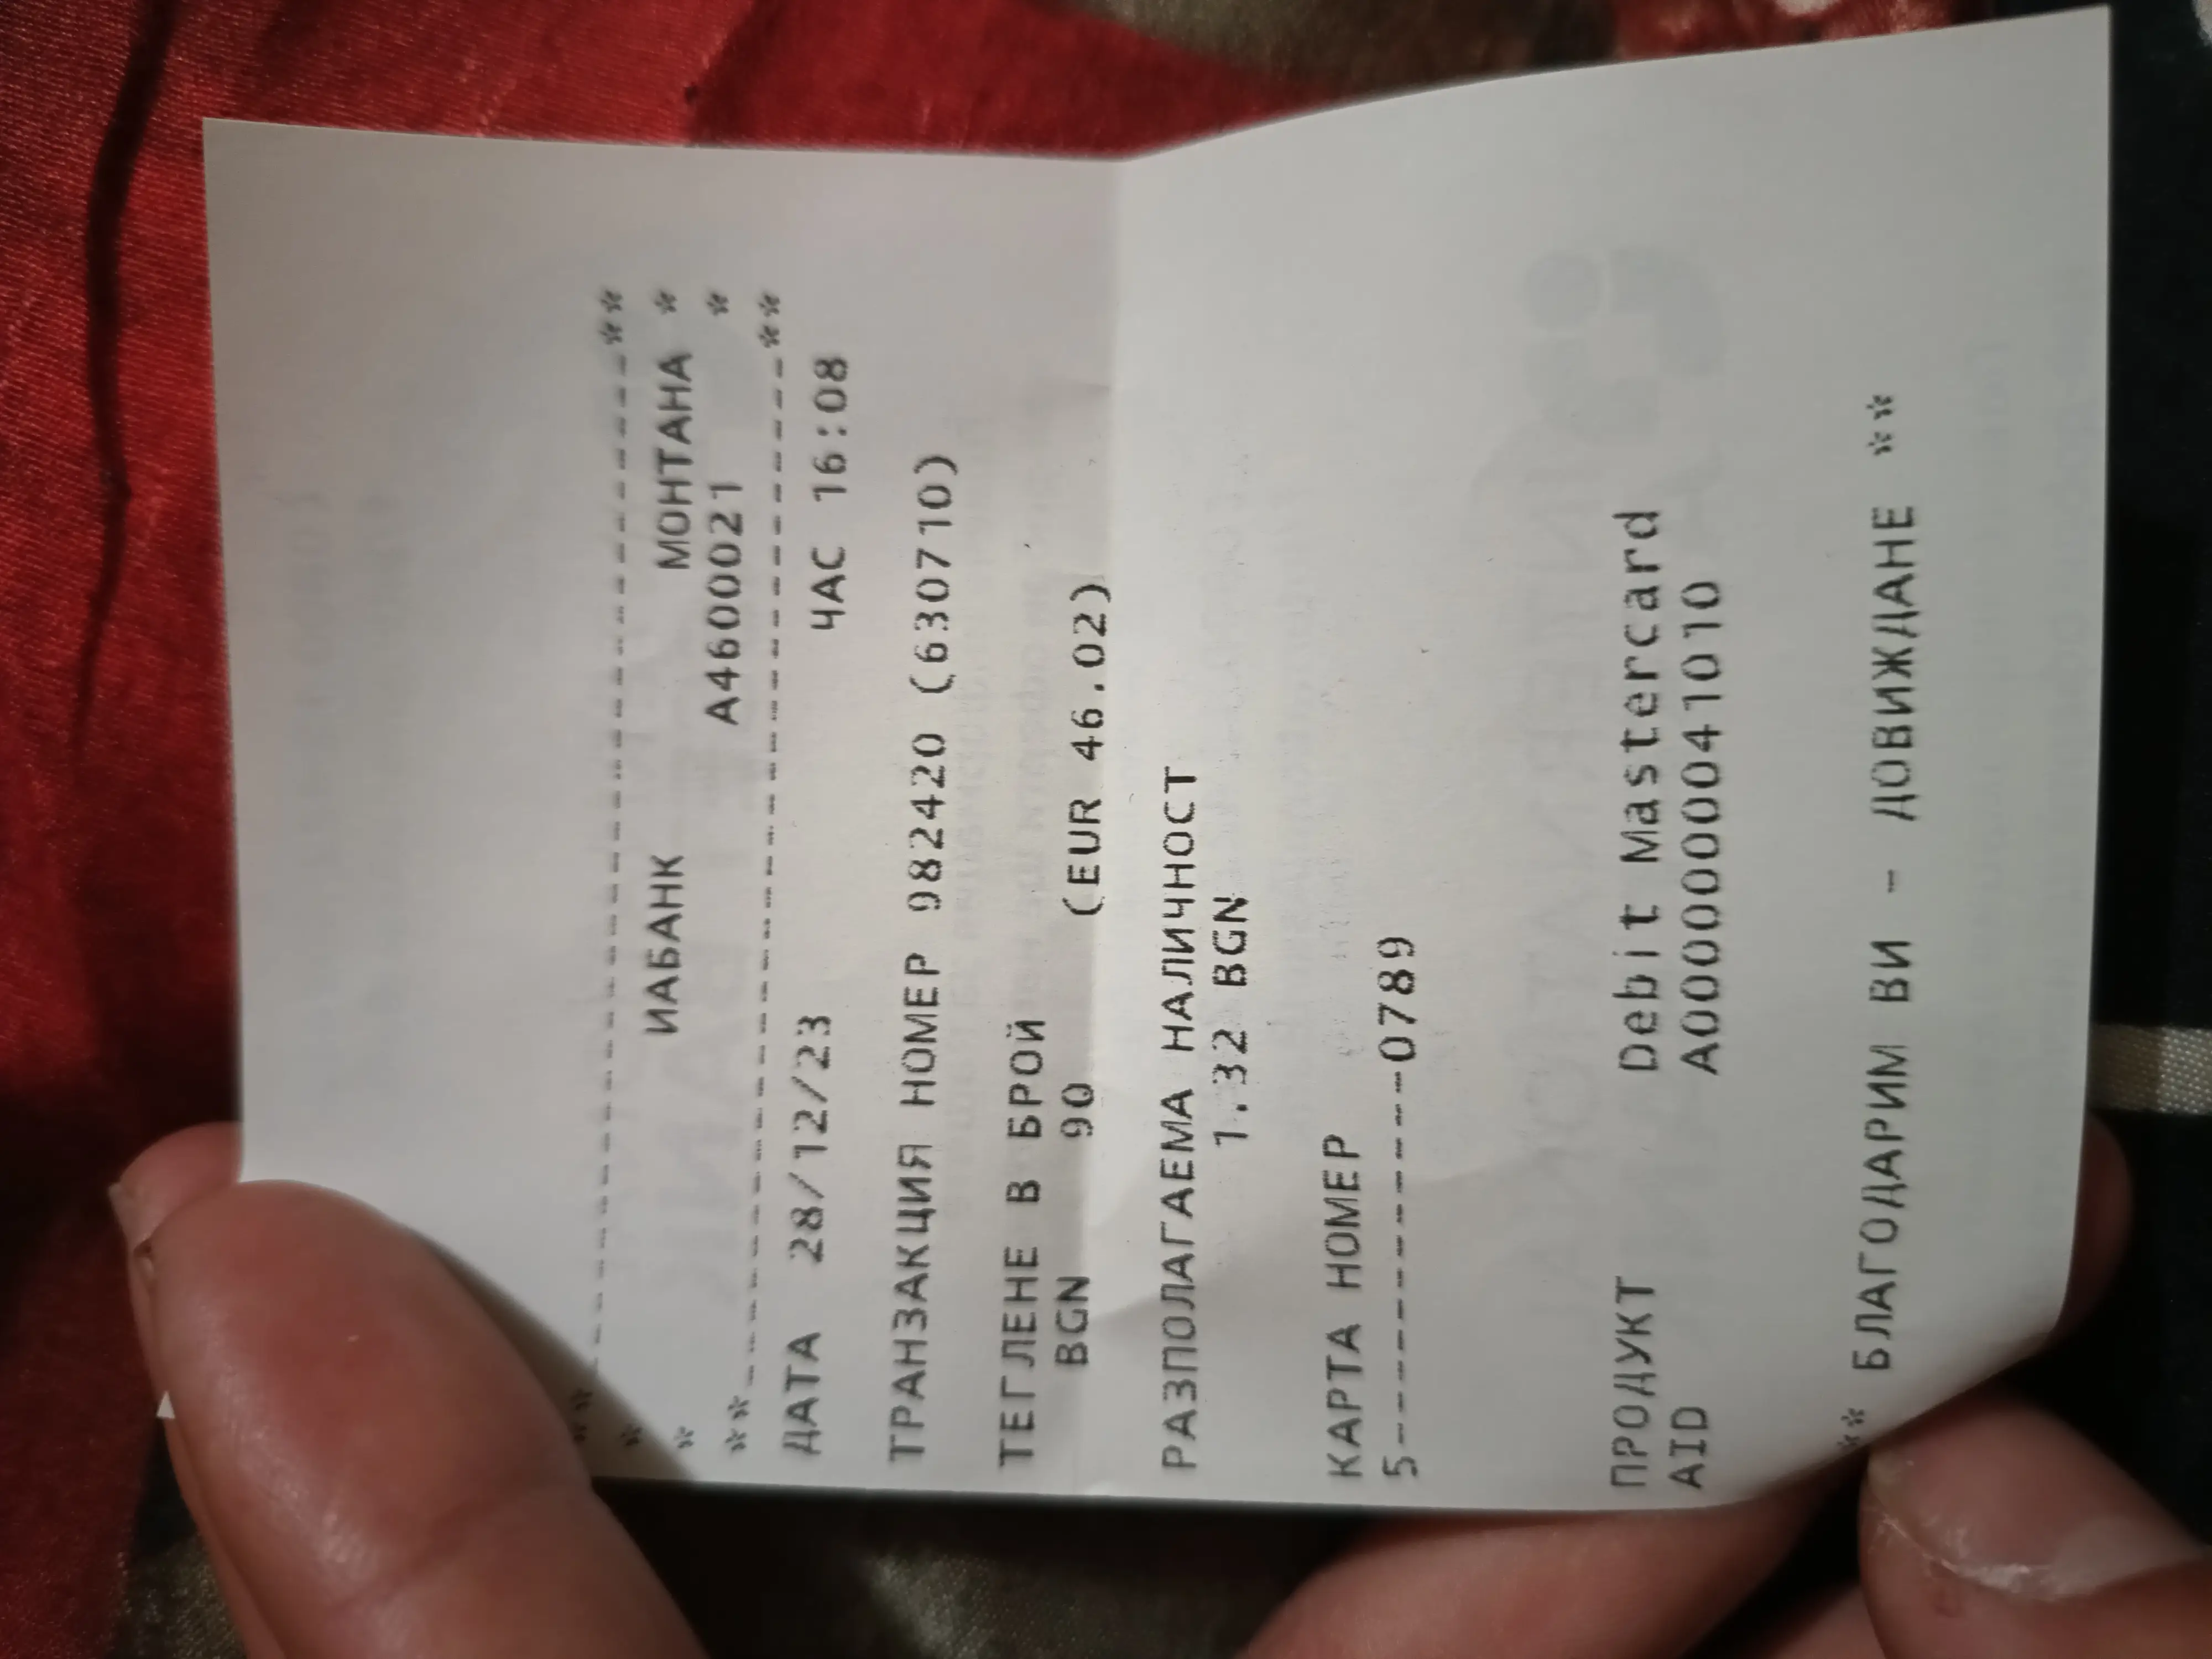 **-----------------------------**
* ИАБАНК МОНТАНА *
* A4600021 *
**-----------------------------**
ДАТА 28/12/23 ЧАС 16:08
ТРАНЗАКЦИЯ НОМЕР 982420 (630710)
ТЕГЛЕНЕ В БРОЙ
BGN 90 (EUR 46.02)
РАЗПОЛАГАЕМА НАЛИЧНОСТ
1.32 BGN
КАРТА НОМЕР
5-----------0789
ПРОДУКТ Debit Mastercard
AID A0000000041010
** БЛАГОДАРИМ ВИ - ДОВИЖДАНЕ **